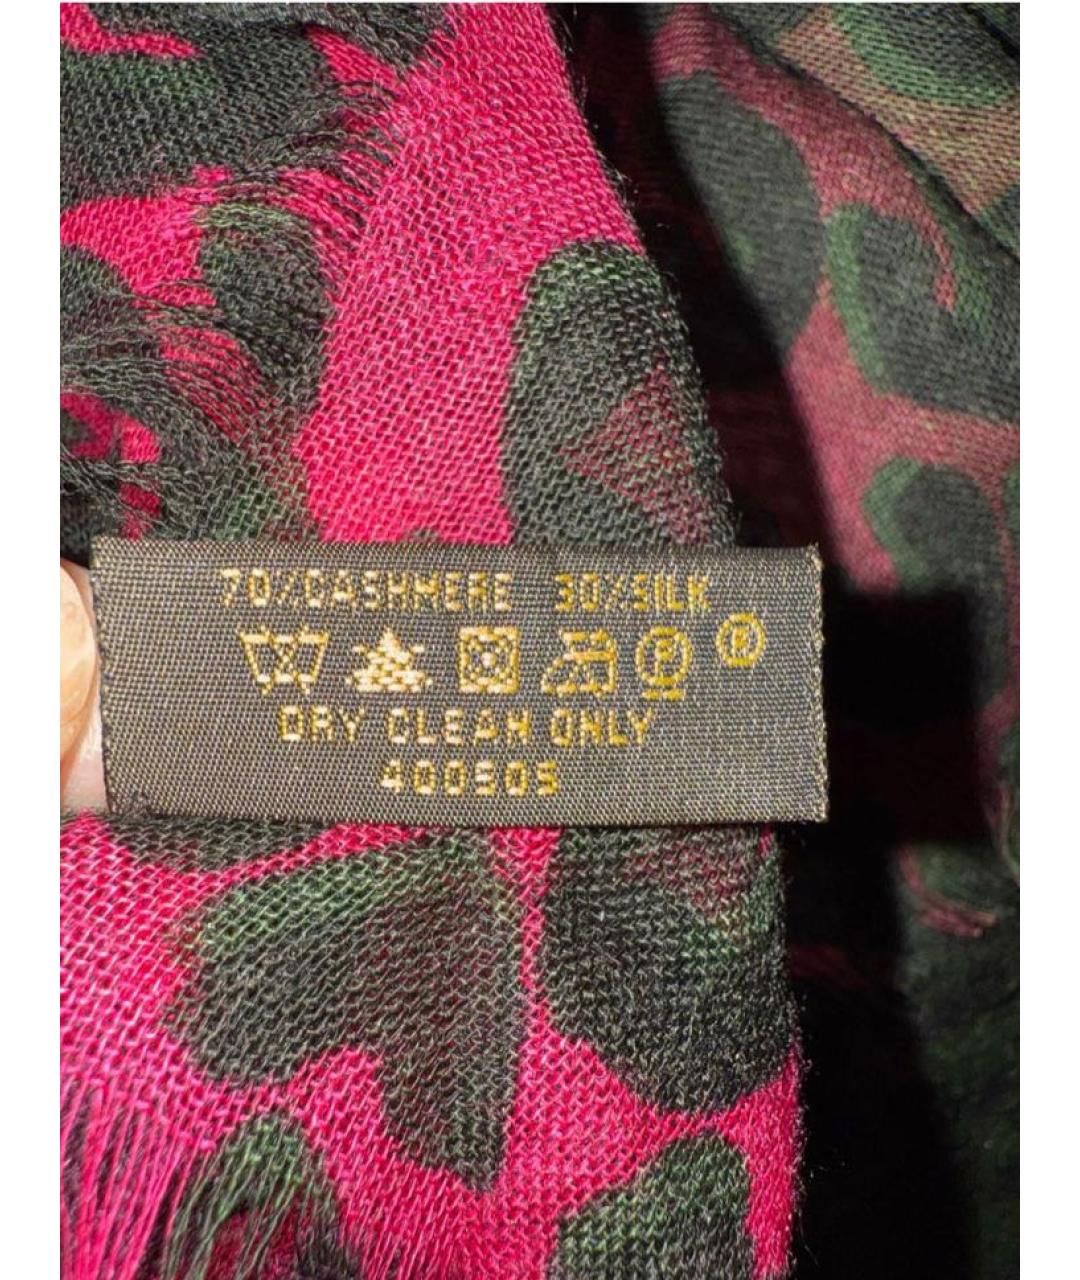 70%CASHMERE 30%SILK
P ®
DRY CLEAN ONLY
400505